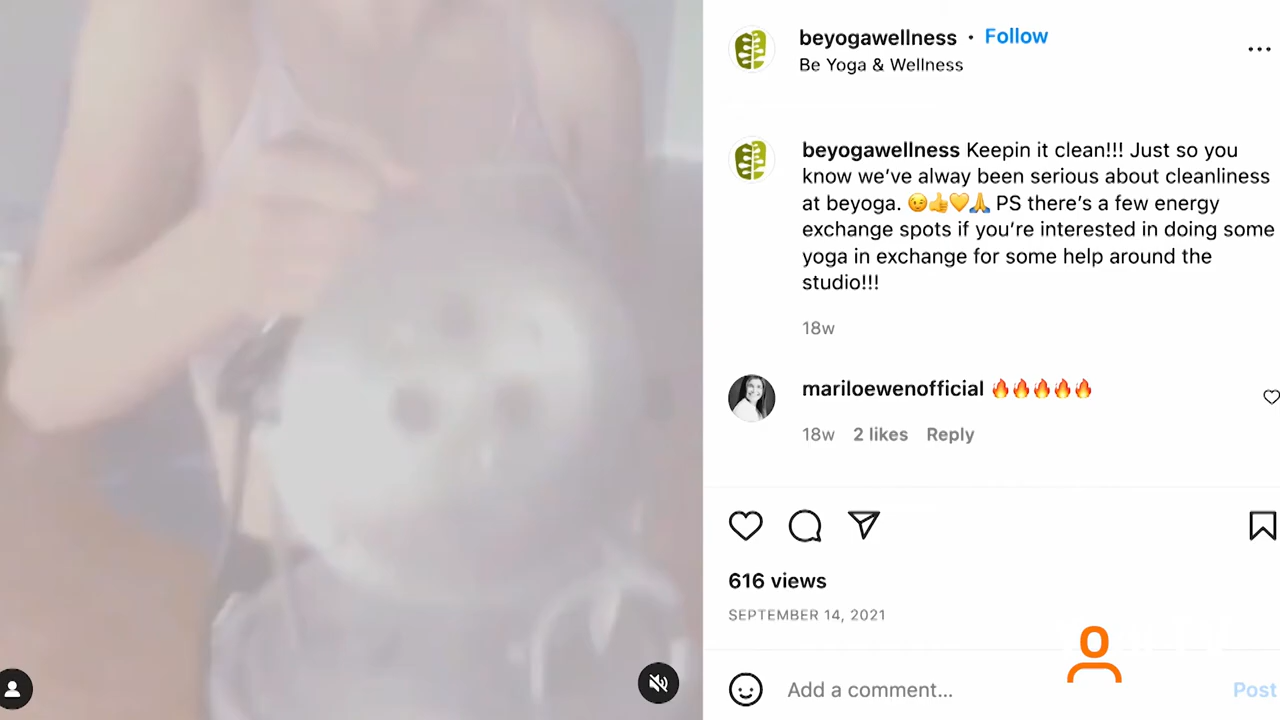 beyogawellness • Follow
Be Yoga & Wellness
beyogawellness Keepin it clean!!! Just so you
know we've alway been serious about cleanliness
at beyoga. 😉👍💛🙏 PS there's a few energy
exchange spots if you're interested in doing some
yoga in exchange for some help around the
studio!!!
18w
mariloewenofficial 🔥🔥🔥🔥🔥
18w 2 likes Reply
616 views
SEPTEMBER 14, 2021
Add a comment... Post